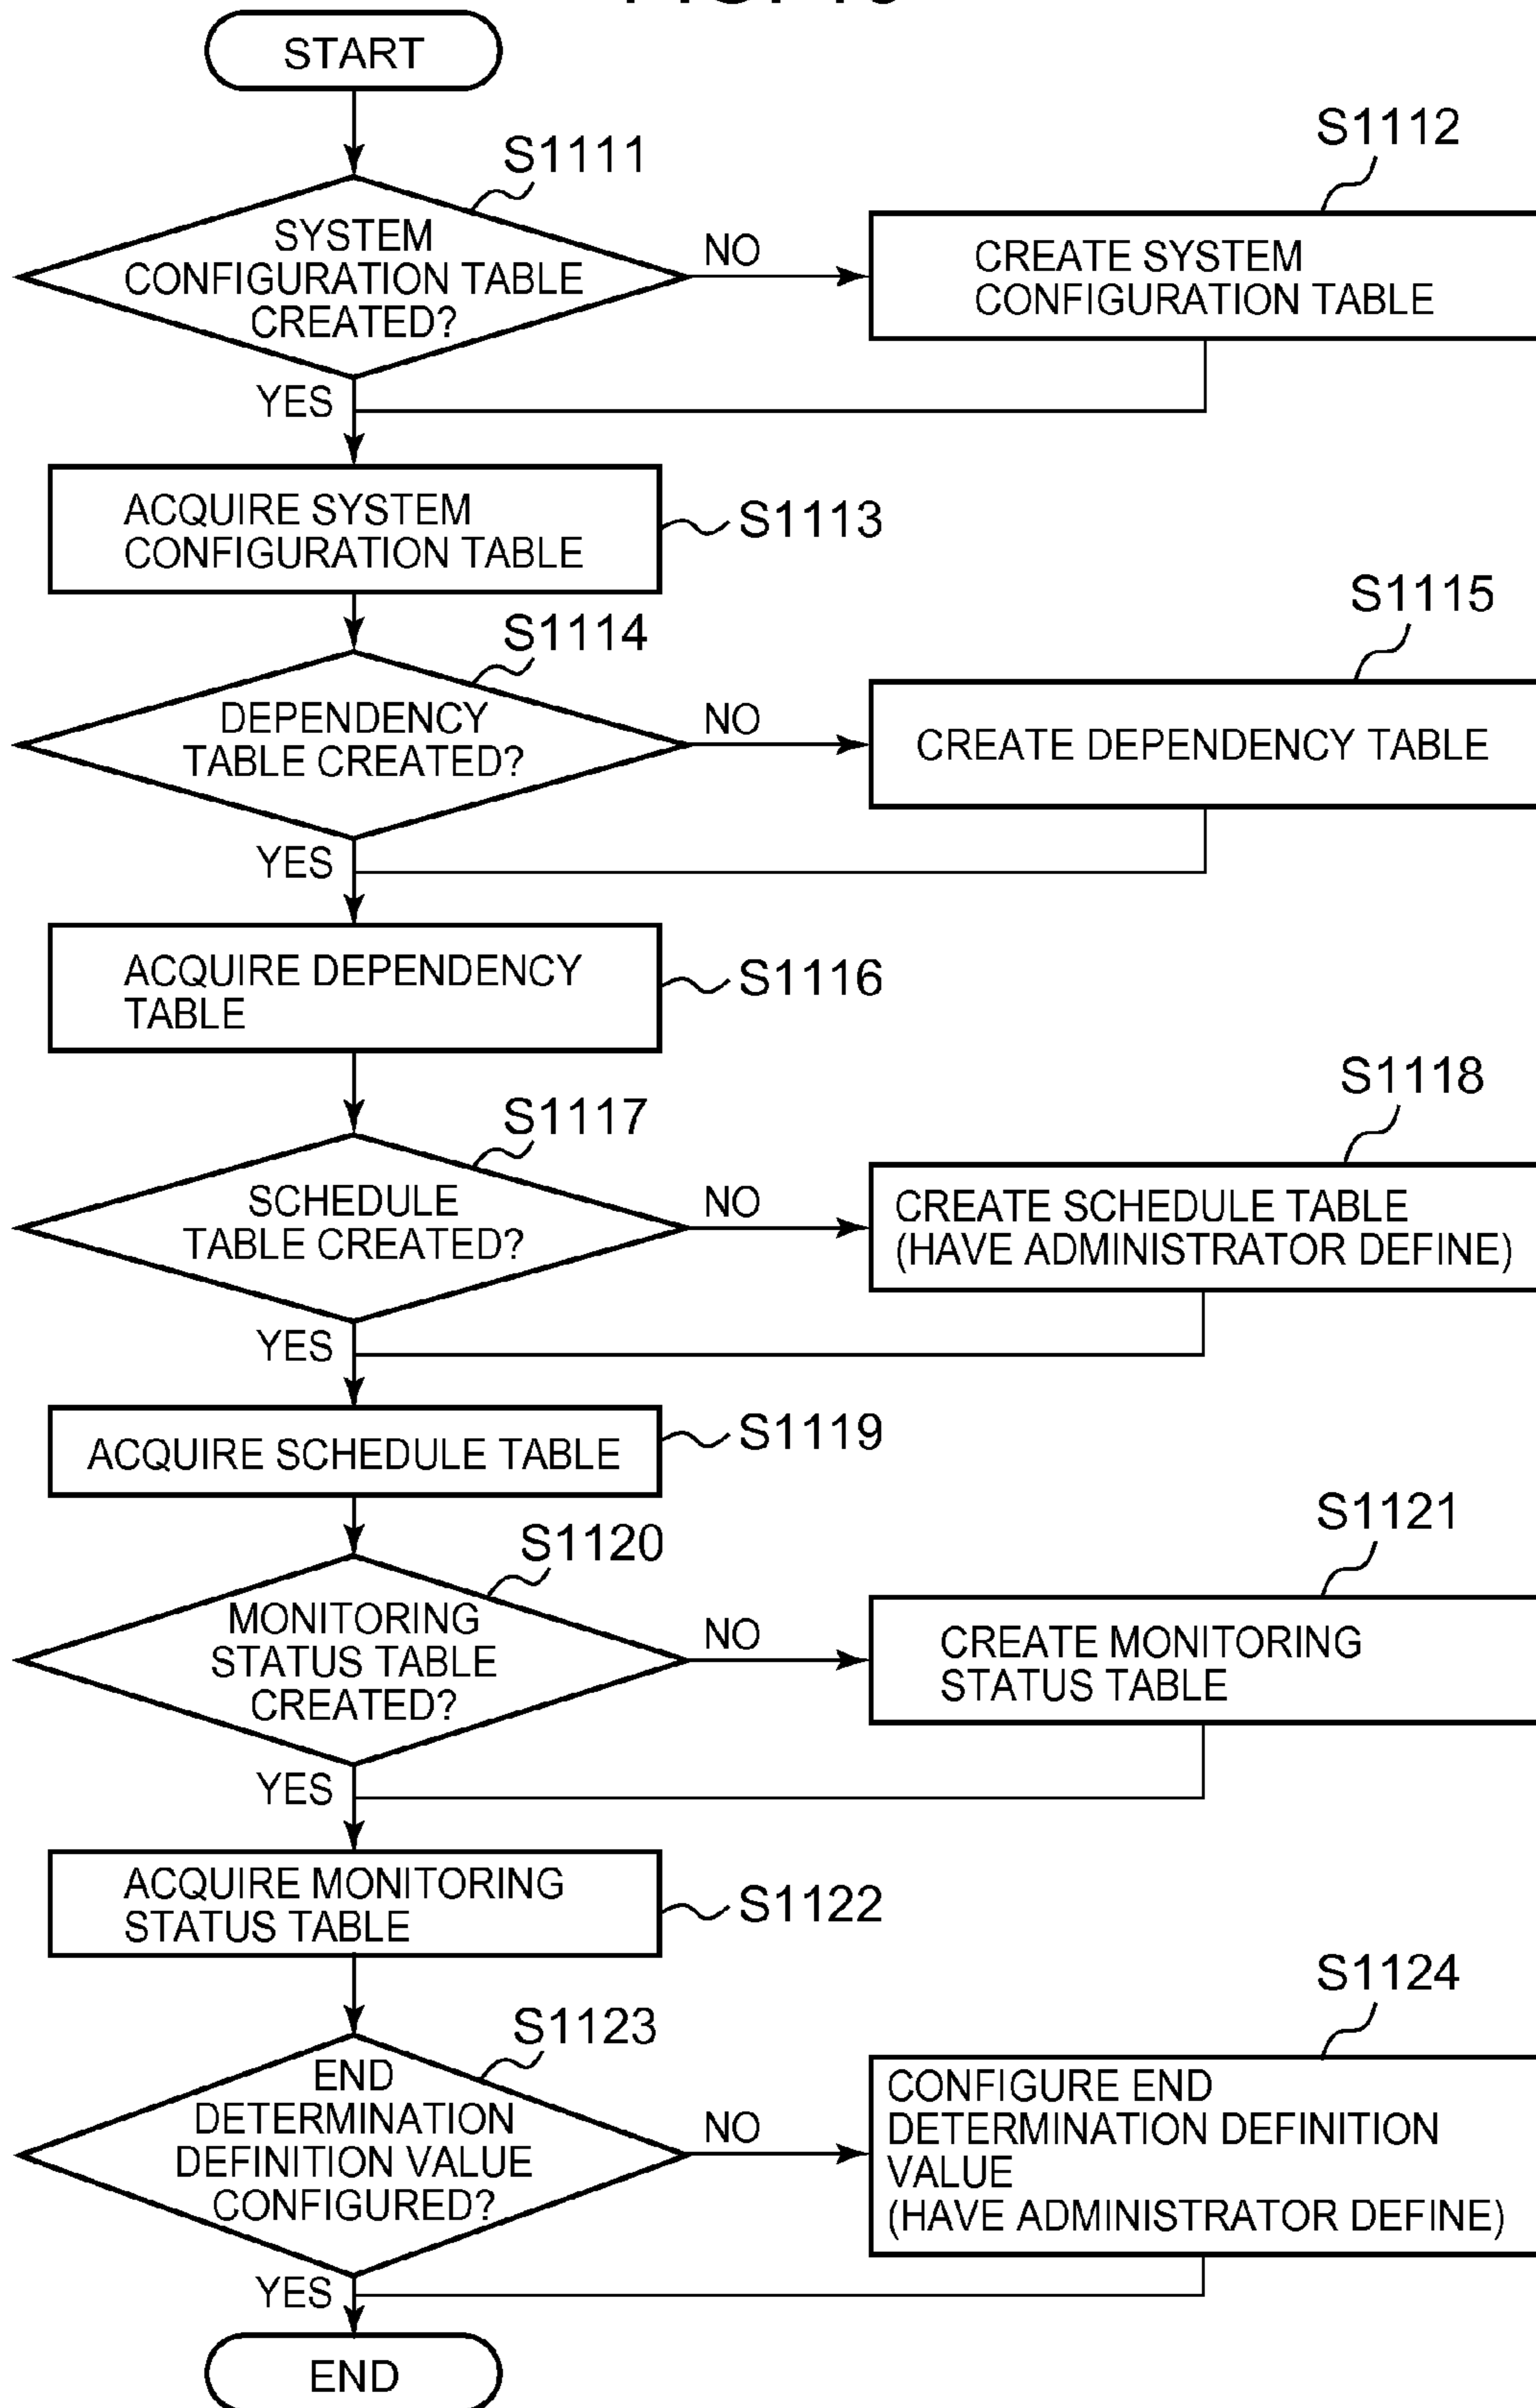 START
S1111
S1112
SYSTEM
CONFIGURATION TABLE
CREATED?
NO
CREATE SYSTEM
CONFIGURATION TABLE
YES
ACQUIRE SYSTEM
CONFIGURATION TABLE
S1113
S1114
S1115
DEPENDENCY
TABLE CREATED?
NO
CREATE DEPENDENCY TABLE
YES
ACQUIRE DEPENDENCY
TABLE
S1116
S1117
S1118
SCHEDULE
TABLE CREATED?
NO
CREATE SCHEDULE TABLE
(HAVE ADMINISTRATOR DEFINE)
YES
ACQUIRE SCHEDULE TABLE
S1119
S1120
S1121
MONITORING
STATUS TABLE
CREATED?
NO
CREATE MONITORING
STATUS TABLE
YES
ACQUIRE MONITORING
STATUS TABLE
S1122
S1123
S1124
END
DETERMINATION
DEFINITION VALUE
CONFIGURED?
NO
CONFIGURE END
DETERMINATION DEFINITION
VALUE
(HAVE ADMINISTRATOR DEFINE)
YES
END